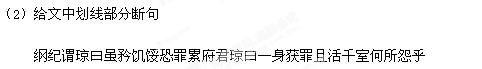 （2）给文中划线部分断句
纲纪谓琼曰虽矜饥馁恐罪累府君琼曰一身获罪且活千室何所怨乎